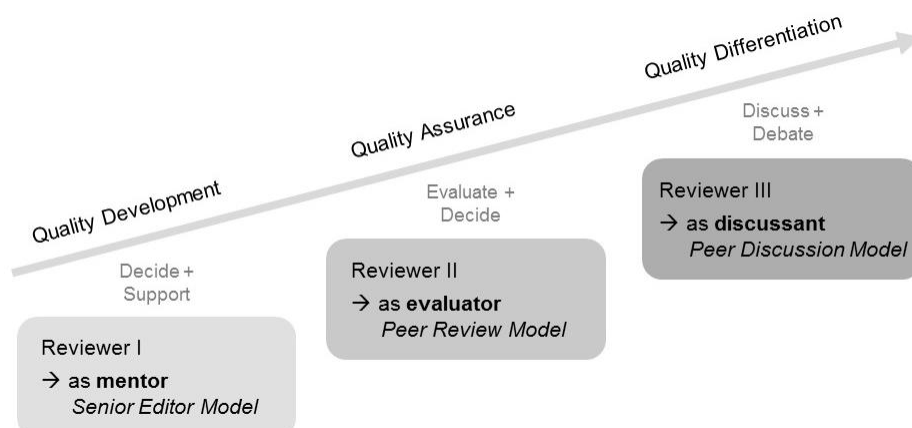 Quality Development
Decide +
Support
Reviewer I
→ as mentor
Senior Editor Model
Quality Assurance
Evaluate +
Decide
Reviewer II
→ as evaluator
Peer Review Model
Quality Differentiation
Discuss +
Debate
Reviewer III
→ as discussant
Peer Discussion Model